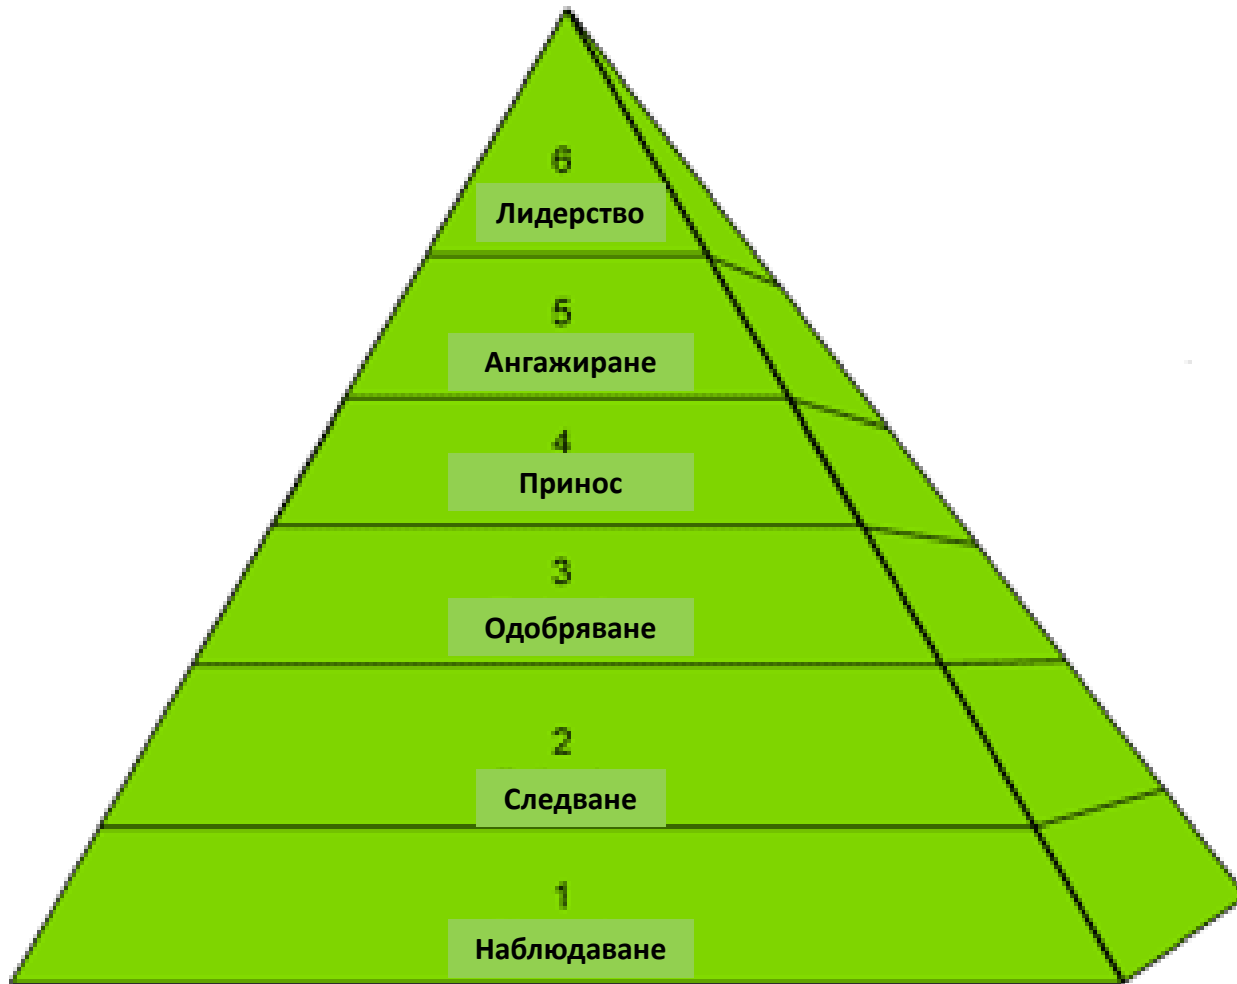 6
Лидерство
5
Ангажиране
4
Принос
3
Одобряване
2
Следване
1
Наблюдаване